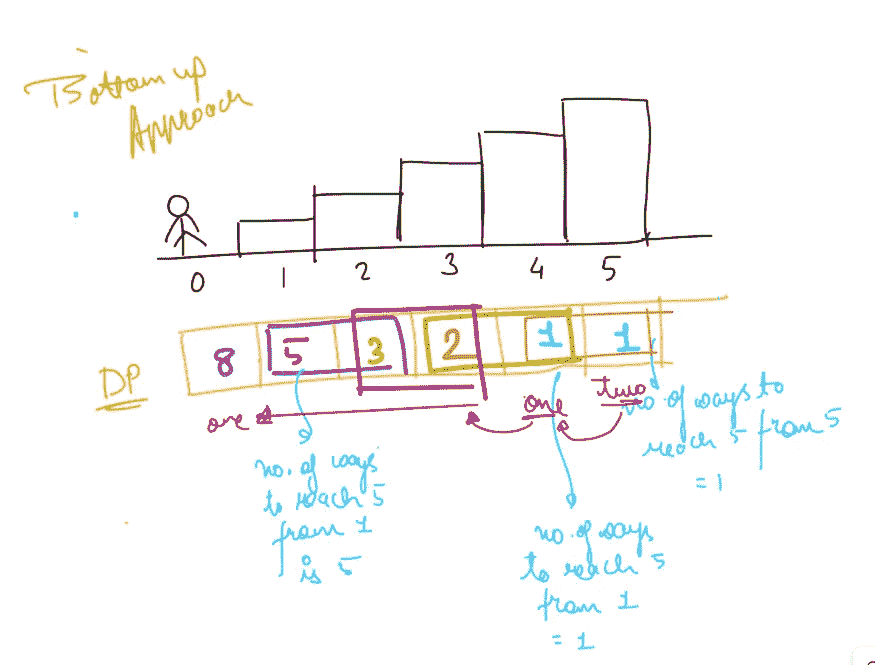 Bottom up
Approach
0 1 2 3 4 5
DP
8 5 3 2 1 1
one
one
two
no. of ways to
reach 5 from 5
= 1
no. of ways
to reach 5
from 1
is 5
no. of ways
to reach 5
from 1
= 1